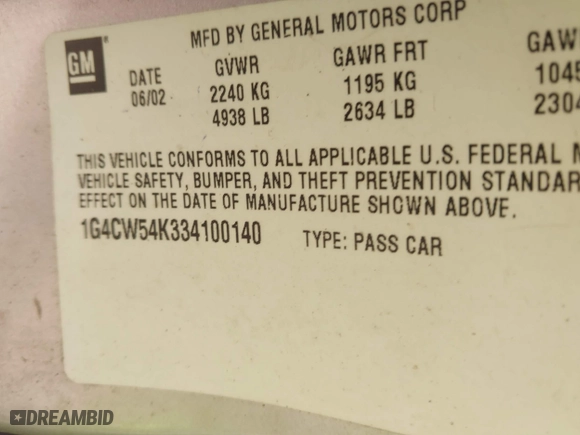 MFD BY GENERAL MOTORS CORP
GM
DATE GVWR GAWR FRT
06/02 2240 KG 1195 KG
4938 LB 2634 LB 2304
THIS VEHICLE CONFORMS TO ALL APPLICABLE U.S. FEDERAL
VEHICLE SAFETY, BUMPER, AND THEFT PREVENTION
EFFECT ON THE DATE OF MANUFACTURE SHOWN ABOVE.
1G4CW54K334100140 TYPE: PASS CAR
DREAMBID